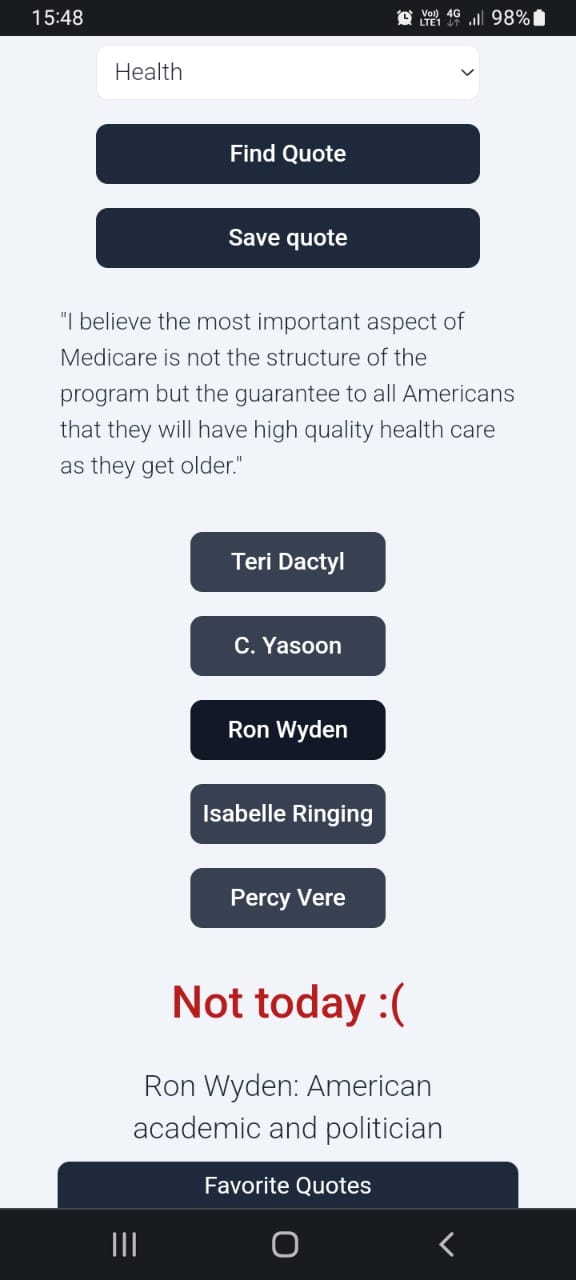 15:48 Vo)) LTE1 4G 98%
Health
Find Quote
Save quote
"I believe the most important aspect of
Medicare is not the structure of the
program but the guarantee to all Americans
that they will have high quality health care
as they get older."
Teri Dactyl
C. Yasoon
Ron Wyden
Isabelle Ringing
Percy Vere
Not today :(
Ron Wyden: American
academic and politician
Favorite Quotes